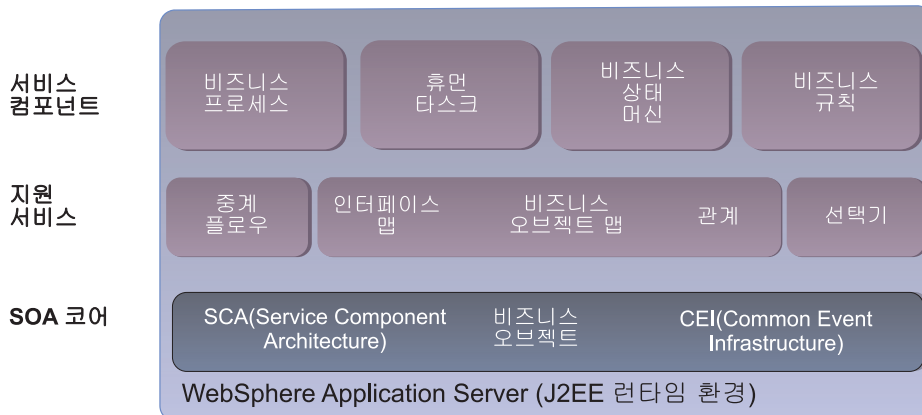 서비스
컴포넌트
비즈니스
프로세스
휴먼
타스크
비즈니스
상태
머신
비즈니스
규칙
지원
서비스
중계
플로우
인터페이스
맵
비즈니스
오브젝트 맵
관계
선택기
SOA 코어
SCA(Service Component
Architecture)
비즈니스
오브젝트
CEI(Common Event
Infrastructure)
WebSphere Application Server (J2EE 런타임 환경)